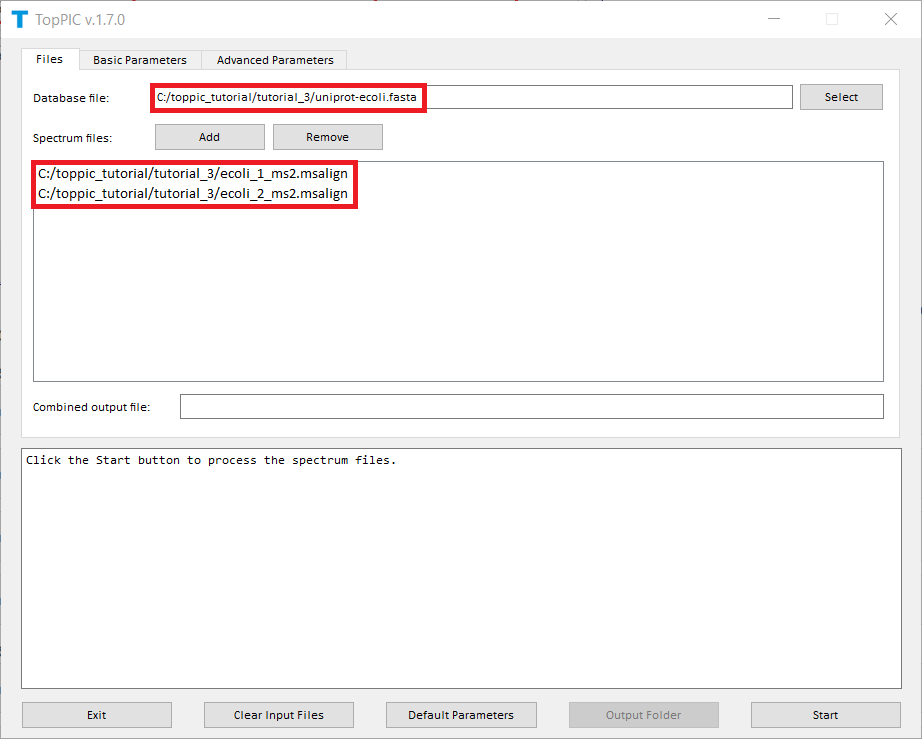 TopPIC v.1.7.0
Files Basic Parameters Advanced Parameters
Database file: C:/toppic_tutorial/tutorial_3/uniprot-ecoli.fasta Select
Spectrum files: Add Remove
C:/toppic_tutorial/tutorial_3/ecoli_1_ms2.msalign
C:/toppic_tutorial/tutorial_3/ecoli_2_ms2.msalign
Combined output file:
Click the Start button to process the spectrum files.
Exit Clear Input Files Default Parameters Output Folder Start